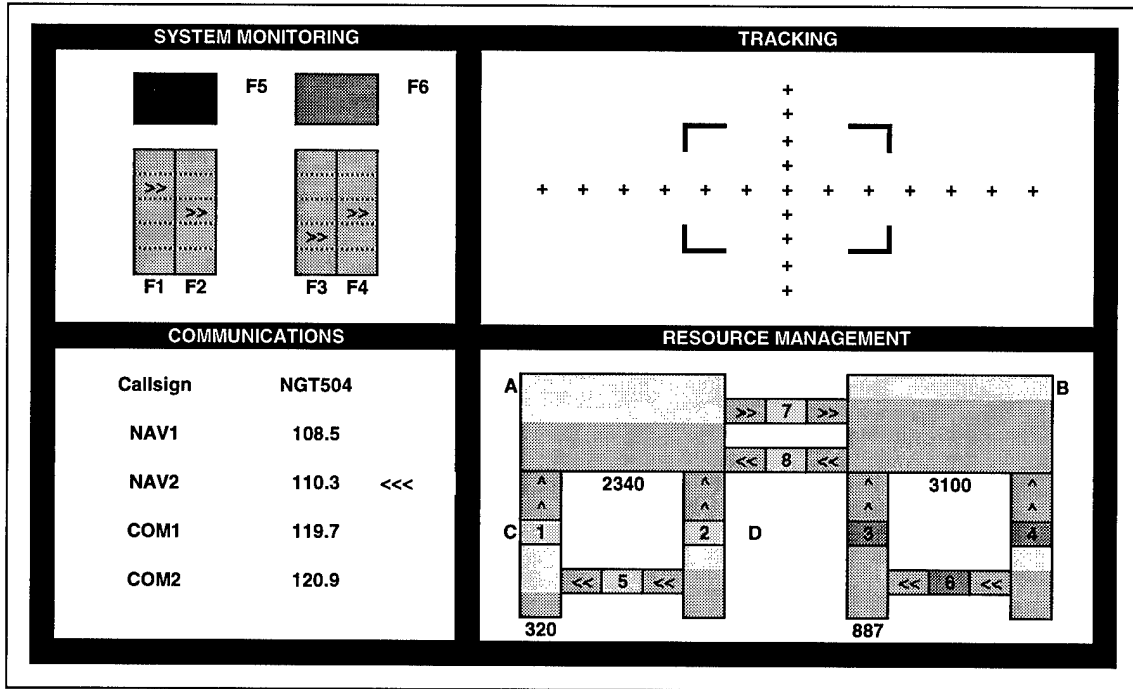 SYSTEM MONITORING
F5 F6
>> >>
>> >>
F1 F2 F3 F4
TRACKING
+
+
+
+
+ + + + + + + + + + + + +
+
+
+
+
COMMUNICATIONS
Callsign NGT504
NAV1 108.5
NAV2 110.3 <<<
COM1 119.7
COM2 120.9
RESOURCE MANAGEMENT
A B
>> 7 >>
<< 8 <<
2340 3100
^ ^ ^ ^
^ ^ ^ ^
C 1 2 D 3 4
<< 5 << << 6 <<
320 887